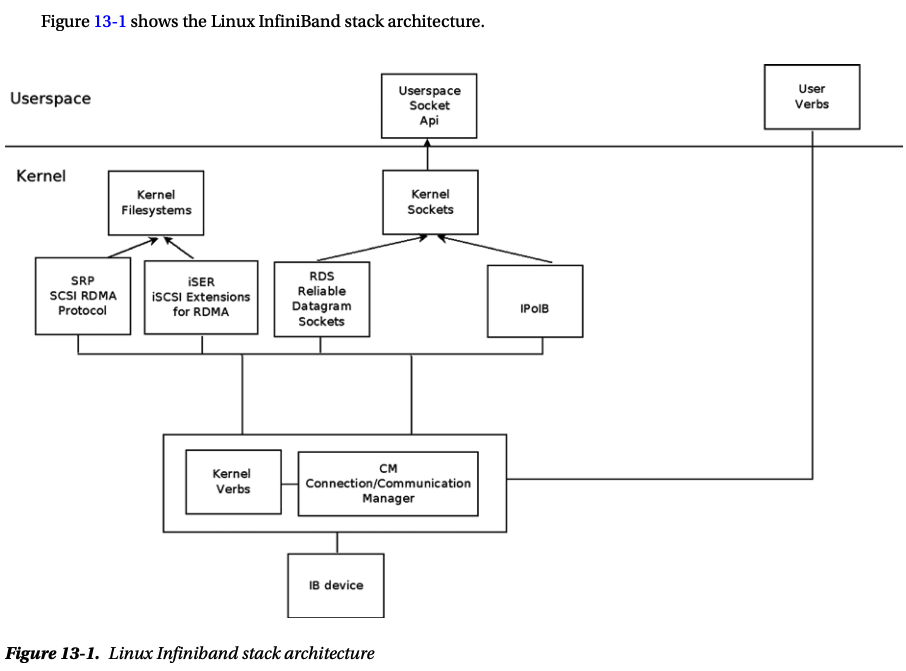 Figure 13-1 shows the Linux InfiniBand stack architecture.
Userspace
Userspace
Socket
Api
User
Verbs
Kernel
Kernel
Filesystems
Kernel
Sockets
SRP
SCSI RDMA
Protocol
iSER
iSCSI Extensions
for RDMA
RDS
Reliable
Datagram
Sockets
IPoIB
Kernel
Verbs
CM
Connection/Communication
Manager
IB device
Figure 13-1. Linux Infiniband stack architecture